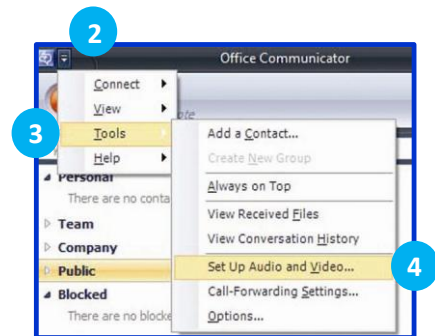 2
Office Communicator
Connect
View
3
Tools
Help
Add a Contact...
Create New Group
Always on Top
View Received Files
View Conversation History
Set Up Audio and Video...
4
Call-Forwarding Settings...
Options...
Personal
There are no conta
Team
Company
Public
Blocked
There are no blocke